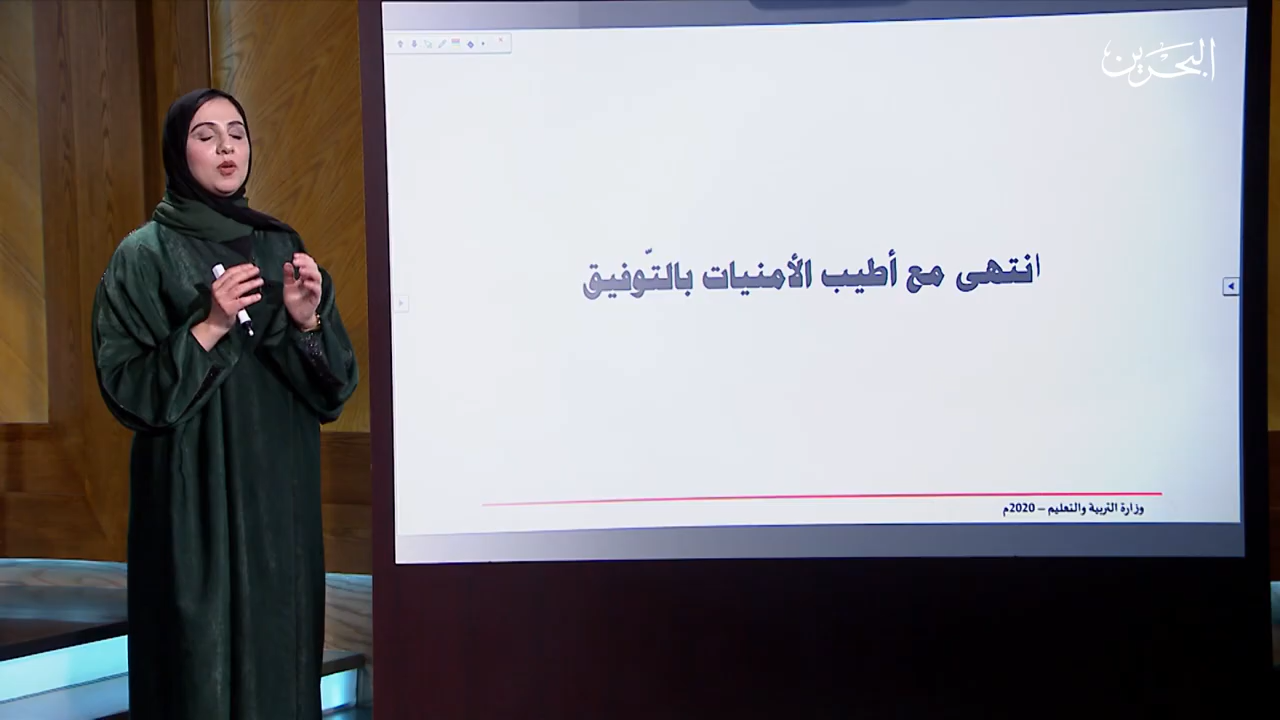 البحرين
انتهى مع أطيب الأمنيات بالتّوفيق
وزارة التربية والتعليم – 2020م